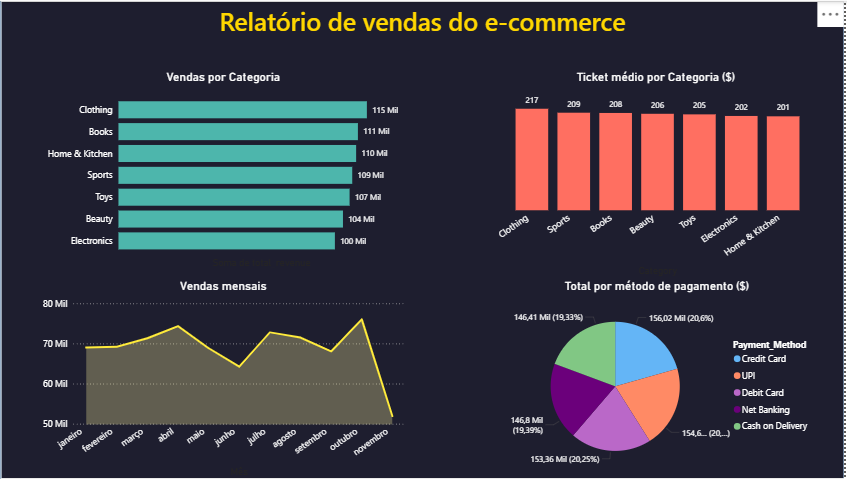 Relatório de vendas do e-commerce
Vendas por Categoria
Clothing 115 Mil
Books 111 Mil
Home & Kitchen 110 Mil
Sports 109 Mil
Toys 107 Mil
Beauty 104 Mil
Electronics 100 Mil
Ticket médio por Categoria ($)
217 209 208 206 205 202 201
Clothing Sports Books Beauty Toys Electronics Home & Kitchen
Vendas mensais
80 Mil
70 Mil
60 Mil
50 Mil
janeiro fevereiro março abril maio junho julho agosto setembro outubro novembro
Total por método de pagamento ($)
146,41 Mil (19,33%)
156,02 Mil (20,6%)
146,8 Mil
(19,39%)
154,6... (20,...)
153,36 Mil (20,25%)
Payment_Method
Credit Card
UPI
Debit Card
Net Banking
Cash on Delivery